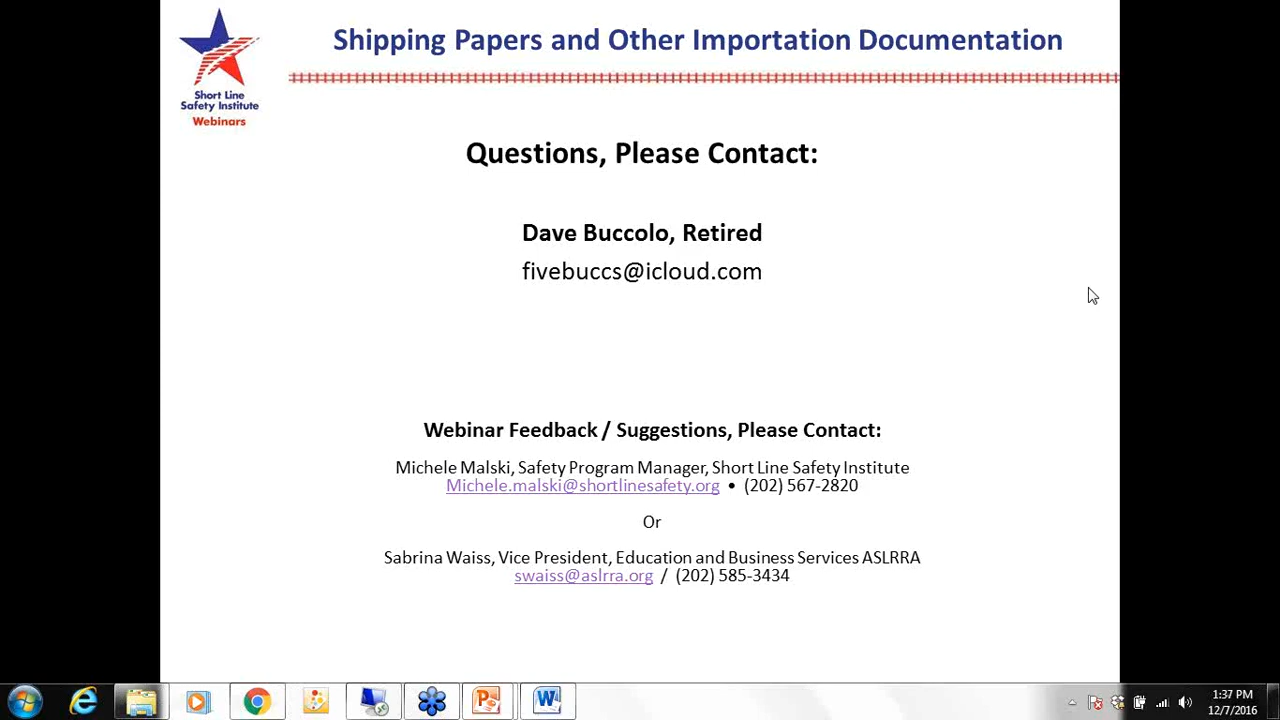 Short Line
Safety Institute
Webinars
Shipping Papers and Other Importation Documentation
Questions, Please Contact:
Dave Buccolo, Retired
fivebuccs@icloud.com
Webinar Feedback / Suggestions, Please Contact:
Michele Malski, Safety Program Manager, Short Line Safety Institute
Michele.malski@shortlinesafety.org • (202) 567-2820
Or
Sabrina Waiss, Vice President, Education and Business Services ASLRRA
swaiss@aslrra.org / (202) 585-3434
1:37 PM
12/7/2016